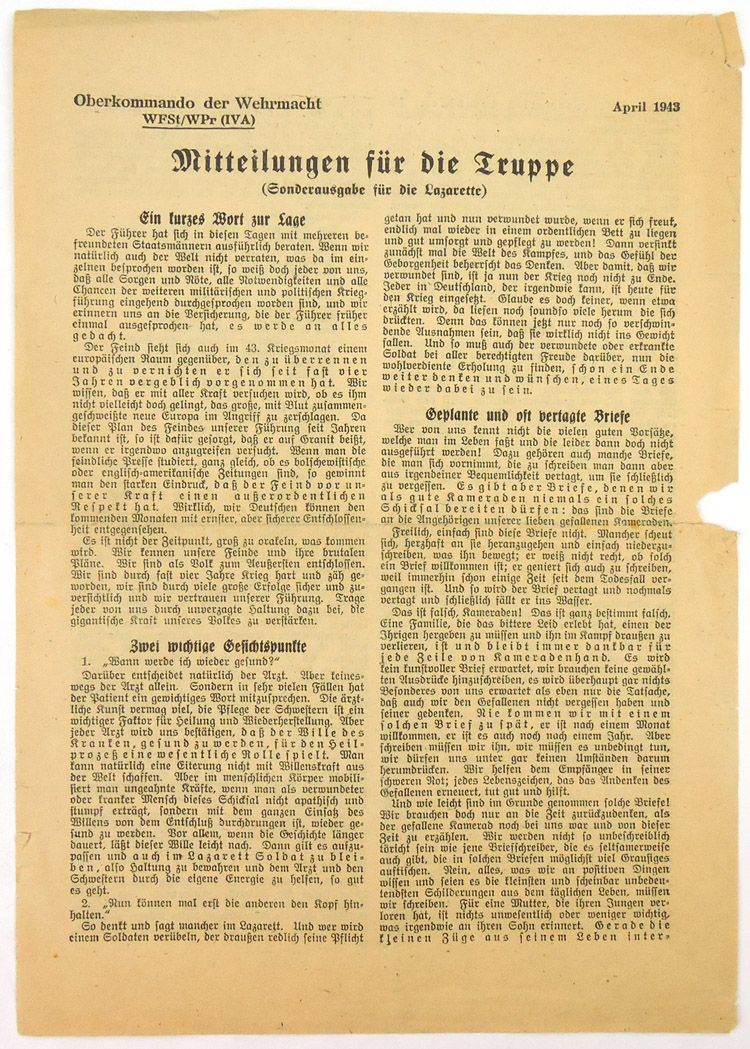 Oberkommando der Wehrmacht
WFSt/WPr (IVA)
April 1943
Mitteilungen für die Truppe
(Sonderausgabe für die Lazarette)
Ein kurzes Wort zur Lage
Der Führer hat sich in diesen Tagen mit mehreren be-
freundeten Staatsmännern ausführlich beraten. Wenn wir
natürlich auch der Welt nicht verraten, was da im ein-
zelnen besprochen worden ist, so weiß doch jeder von uns,
daß alle Sorgen und Nöte, alle Notwendigkeiten und alle
Chancen der weiteren militärischen und politischen Krieg-
führung eingehend durchgesprochen worden sind, und wir
erinnern uns an die Versicherung, die der Führer früher
einmal ausgesprochen hat, es werde an alles
gedacht.
Der Feind sieht sich auch im 43. Kriegsmonat einem
europäischen Raum gegenüber, den zu überrennen
und zu vernichten er sich seit fast vier
Jahren vergeblich vorgenommen hat. Wir
wissen, daß er mit aller Kraft versuchen wird, ob es ihm
nicht vielleicht doch gelingt, das große, mit Blut zusammen-
geschweißte neue Europa im Angriff zu zerschlagen. Da
dieser Plan des Feindes unserer Führung seit Jahren
bekannt ist, so ist dafür gesorgt, daß er auf Granit beißt,
wenn er irgendwo anzugreifen versucht. Wenn man die
feindliche Presse studiert, ganz gleich, ob es bolschewistische
oder englisch-amerikanische Zeitungen sind, so gewinnt
man den starken Eindruck, daß der Feind vor un-
serer Kraft einen außerordentlichen
Respekt hat. Wirklich, wir Deutschen können den
kommenden Monaten mit ernster, aber sicherer Entschlossen-
heit entgegensehen.
Es ist nicht der Zeitpunkt, groß zu orakeln, was kommen
wird. Wir kennen unsere Feinde und ihre brutalen
Pläne. Wir sind als Volk zum Aeußersten entschlossen.
Wir sind durch fast vier Jahre Krieg hart und zäh ge-
worden, wir sind durch viele große Erfolge sicher und zu-
versichtlich und wir vertrauen unserer Führung. Trage
jeder von uns durch unverzagte Haltung dazu bei, die
gigantische Kraft unseres Volkes zu verstärken.
Zwei wichtige Gesichtspunkte
1. „Wann werde ich wieder gesund?“
Darüber entscheidet natürlich der Arzt. Aber keines-
wegs der Arzt allein. Sondern in sehr vielen Fällen hat
der Patient ein gewichtiges Wort mitzusprechen. Die ärzt-
liche Kunst vermag viel, die Pflege der Schwestern ist ein
wichtiger Faktor für Heilung und Wiederherstellung. Aber
jeder Arzt wird uns bestätigen, daß der Wille des
Kranken, gesund zu werden, für den Heil-
prozeß eine wesentliche Rolle spielt. Man
kann natürlich eine Eiterung nicht mit Willenskraft aus
der Welt schaffen. Aber im menschlichen Körper mobili-
siert man ungeahnte Kräfte, wenn man als verwundeter
oder kranker Mensch dieses Schicksal nicht apathisch und
stumpf erträgt, sondern mit dem ganzen Einsatz des
Willens von dem Entschluß durchdrungen ist, wieder ge-
sund zu werden. Vor allem, wenn die Geschichte länger
dauert, läßt dieser Wille leicht nach. Dann gilt es aufzu-
passen und auch im Lazarett Soldat zu blei-
ben, also Haltung zu bewahren und dem Arzt und den
Schwestern durch die eigene Energie zu helfen, so gut
es geht.
2. „Nun können mal erst die anderen den Kopf hin-
halten.“
So denkt und sagt mancher im Lazarett. Und wer wird
einem Soldaten verübeln, der draußen redlich seine Pflicht
getan hat und nun verwundet wurde, wenn er sich freut,
endlich mal wieder in einem ordentlichen Bett zu liegen
und gut umsorgt und gepflegt zu werden! Dann versinkt
zunächst mal die Welt des Kampfes, und das Gefühl der
Geborgenheit beherrscht das Denken. Aber damit, daß wir
verwundet sind, ist ja nun der Krieg noch nicht zu Ende.
Jeder in Deutschland, der irgendwie kann, ist heute für
den Krieg eingesetzt. Glaube es doch keiner, wenn etwa
erzählt wird, da liefen noch soundso viele herum die sich
drückten. Denn das können jetzt nur noch so verschwin-
dende Ausnahmen sein, daß sie wirklich nicht ins Gewicht
fallen. Und so muß auch der verwundete oder erkrankte
Soldat bei aller berechtigten Freude darüber, nun die
wohlverdiente Erholung zu finden, schon ein Ende
weiter denken und wünschen, eines Tages
wieder dabei zu sein.
Geplante und oft vertagte Briefe
Wer von uns kennt nicht die vielen guten Vorsätze,
welche man im Leben faßt und die leider dann doch nicht
ausgeführt werden! Dazu gehören auch manche Briefe,
die man sich vornimmt, die zu schreiben man dann aber
aus irgendeiner Bequemlichkeit vertagt, um sie schließlich
zu vergessen. Es gibt aber Briefe, denen wir
als gute Kameraden niemals ein solches
Schicksal bereiten dürfen: das sind die Briefe
an die Angehörigen unserer lieben gefallenen Kameraden.
Freilich, einfach sind diese Briefe nicht. Mancher scheut
sich, herzhaft an sie heranzugehen und einfach niederzu-
schreiben, was ihn bewegt; er weiß nicht recht, ob solch
ein Brief willkommen ist; er geniert sich auch zu schreiben,
weil immerhin schon einige Zeit seit dem Todesfall ver-
gangen ist. Und so wird der Brief vertagt und nochmals
vertagt und schließlich fällt er ins Wasser.
Das ist falsch, Kameraden! Das ist ganz bestimmt falsch.
Eine Familie, die das bittere Leid erlebt hat, einen der
Ihrigen hergeben zu müssen und ihn im Kampf draußen zu
verlieren, ist und bleibt immer dankbar für
jede Zeile von Kameradenhand. Es wird
kein kunstvoller Brief erwartet, wir brauchen keine gewähl-
ten Ausdrücke hinzuschreiben, es wird überhaupt gar nichts
Besonderes von uns erwartet als eben nur die Tatsache,
daß auch wir den Gefallenen nicht vergessen haben und
seiner gedenken. Nie kommen wir mit einem
solchen Brief zu spät, er ist nach einem Monat
willkommen, er ist es auch noch nach einem Jahr. Aber
schreiben müssen wir ihn, wir müssen es unbedingt tun,
wir dürfen uns unter gar keinen Umständen darum
herumdrücken. Wir helfen dem Empfänger in seiner
schweren Not; jedes Lebenszeichen, das das Andenken des
Gefallenen erneuert, tut gut und hilft.
Und wie leicht sind im Grunde genommen solche Briefe!
Wir brauchen doch nur an die Zeit zurückzudenken, als
der gefallene Kamerad noch bei uns war und von dieser
Zeit zu erzählen. Wir werden nicht so unbeschreiblich
töricht sein wie jene Briefschreiber, die es seltsamerweise
auch gibt, die in solchen Briefen möglichst viel Grausiges
auftischen. Nein, alles, was wir an positiven Dingen
wissen und seien es die kleinsten und scheinbar unbedeu-
tendsten Schilderungen aus dem täglichen Leben, müssen
wir schreiben. Für eine Mutter, die ihren Jungen ver-
loren hat, ist nichts unwesentlich oder weniger wichtig,
was irgendwie an ihren Sohn erinnert. Gerade die
kleinen Züge aus seinem Leben inter-